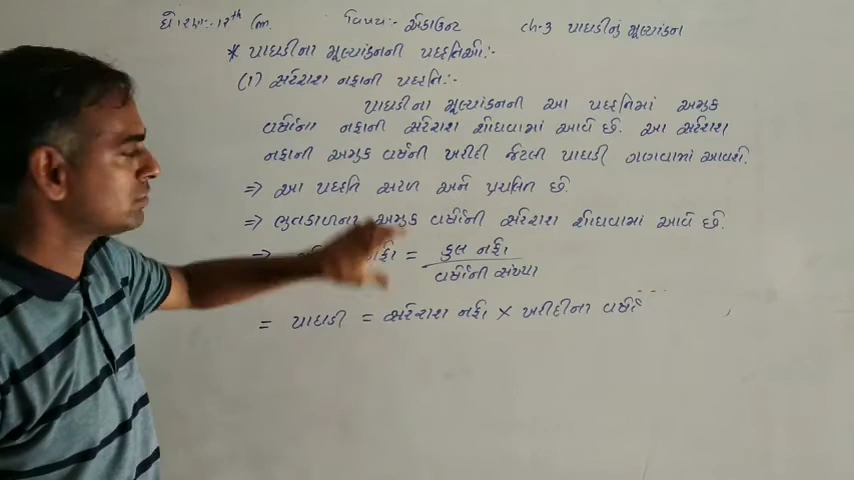 ધોરણ:- 12th Com. વિષય:- એકાઉન્ટ ch-3 પાઘડીનું મૂલ્યાંકન
* પાઘડીના મૂલ્યાંકનની પદ્ધતિઓ:-
(1) સરેરાશ નફાની પદ્ધતિ:-
પાઘડીના મૂલ્યાંકનની આ પદ્ધતિમાં અમુક
વર્ષોના નફાની સરેરાશ શોધવામાં આવે છે. આ સરેરાશ
નફાની અમુક વર્ષની ખરીદી જેટલી પાઘડી ગણવામાં આવશે.
⇒ આ પદ્ધતિ સરળ અને પ્રચલિત છે.
⇒ ભુતકાળના અમુક વર્ષોની સરેરાશ શોધવામાં આવે છે.
⇒ = કુલ નફો
વર્ષોની સંખ્યા
= પાઘડી = સરેરાશ નફો × ખરીદીના વર્ષો